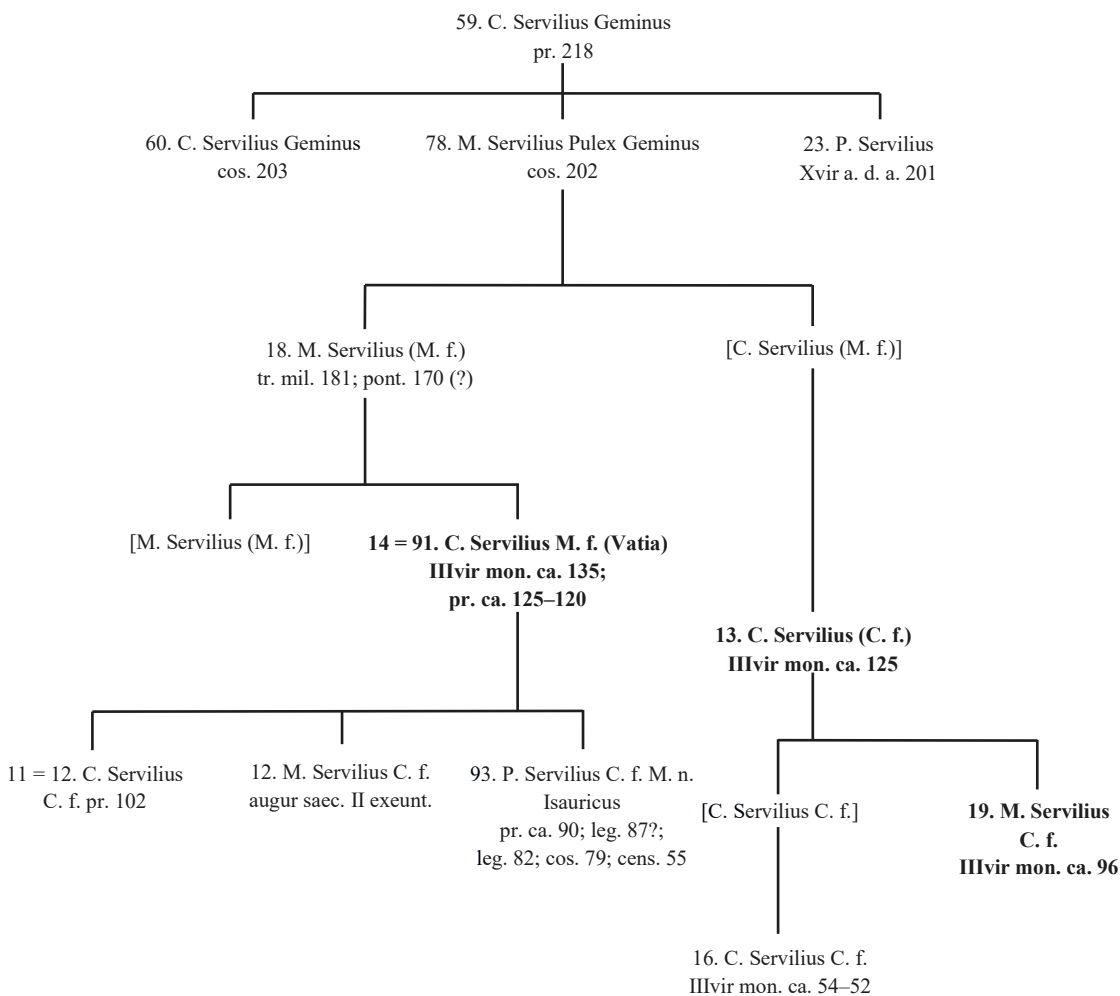 59. C. Servilius Geminus
pr. 218
60. C. Servilius Geminus
cos. 203
78. M. Servilius Pulex Geminus
cos. 202
23. P. Servilius
Xvir a. d. a. 201
18. M. Servilius (M. f.)
tr. mil. 181; pont. 170 (?)
[C. Servilius (M. f.)]
[M. Servilius (M. f.)]
14 = 91. C. Servilius M. f. (Vatia)
IIIvir mon. ca. 135;
pr. ca. 125–120
13. C. Servilius (C. f.)
IIIvir mon. ca. 125
11 = 12. C. Servilius
C. f. pr. 102
12. M. Servilius C. f.
augur saec. II exeunt.
93. P. Servilius C. f. M. n.
Isauricus
pr. ca. 90; leg. 87?;
leg. 82; cos. 79; cens. 55
[C. Servilius C. f.]
19. M. Servilius
C. f.
IIIvir mon. ca. 96
16. C. Servilius C. f.
IIIvir mon. ca. 54–52